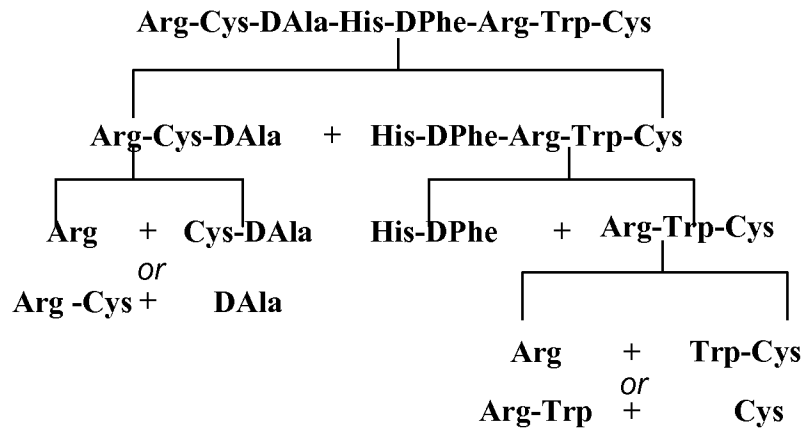 Arg-Cys-DAla-His-DPhe-Arg-Trp-Cys
Arg-Cys-DAla + His-DPhe-Arg-Trp-Cys
Arg + Cys-DAla His-DPhe + Arg-Trp-Cys
or
Arg -Cys + DAla
Arg + Trp-Cys
or
Arg-Trp + Cys